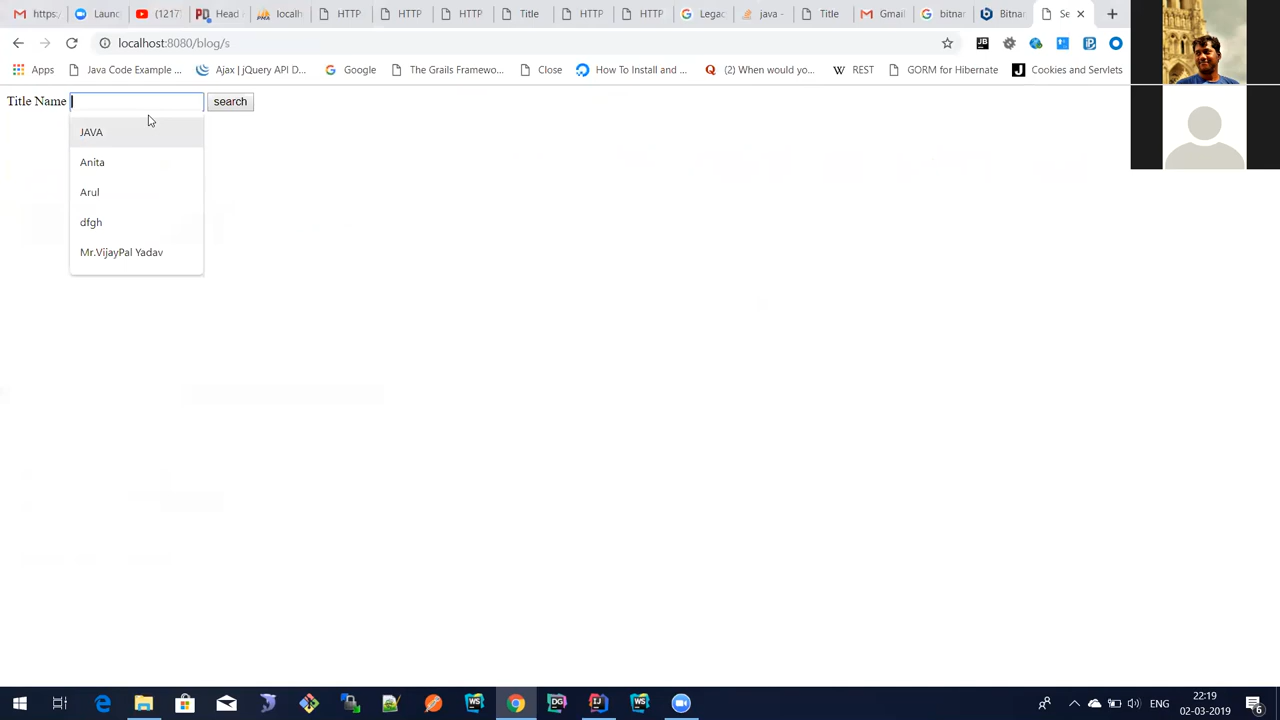 https: Launc (1217 Head s localh HTTP HTTP HTTP Title HTTP HTTP Legac java - Title Gmail bitnar Bitnar Se
localhost:8080/blog/s
Apps Java Code Example ... Ajax | jQuery API D... Google The Grails Framewo... Close How To Install and ... (2) When would you... REST GORM for Hibernate Cookies and Servlets
Title Name search
JAVA
Anita
Arul
dfgh
Mr.VijayPal Yadav
ENG 22:19
02-03-2019 6